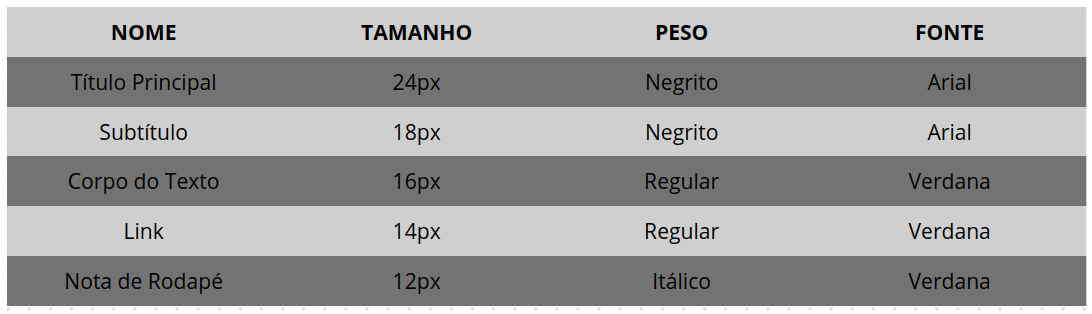 NOME TAMANHO PESO FONTE
Título Principal 24px Negrito Arial
Subtítulo 18px Negrito Arial
Corpo do Texto 16px Regular Verdana
Link 14px Regular Verdana
Nota de Rodapé 12px Itálico Verdana